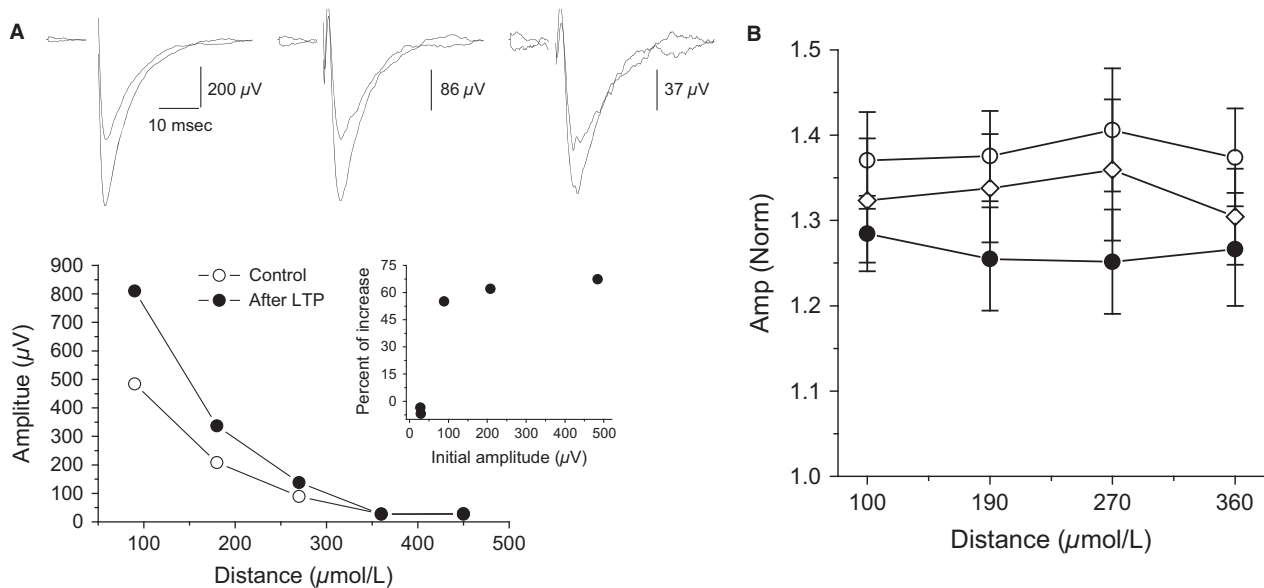 A
200 µV
10 msec
86 µV
37 µV
900
800
700
600
500
400
300
200
100
0
Amplitue (µV)
100
200
300
400
500
Distance (µmol/L)
Control
After LTP
75
60
45
30
15
0
Percent of increase
0
100
200
300
400
500
Initial amplitude (µV)
B
1.5
1.4
1.3
1.2
1.1
1.0
Amp (Norm)
100
190
270
360
Distance (µmol/L)